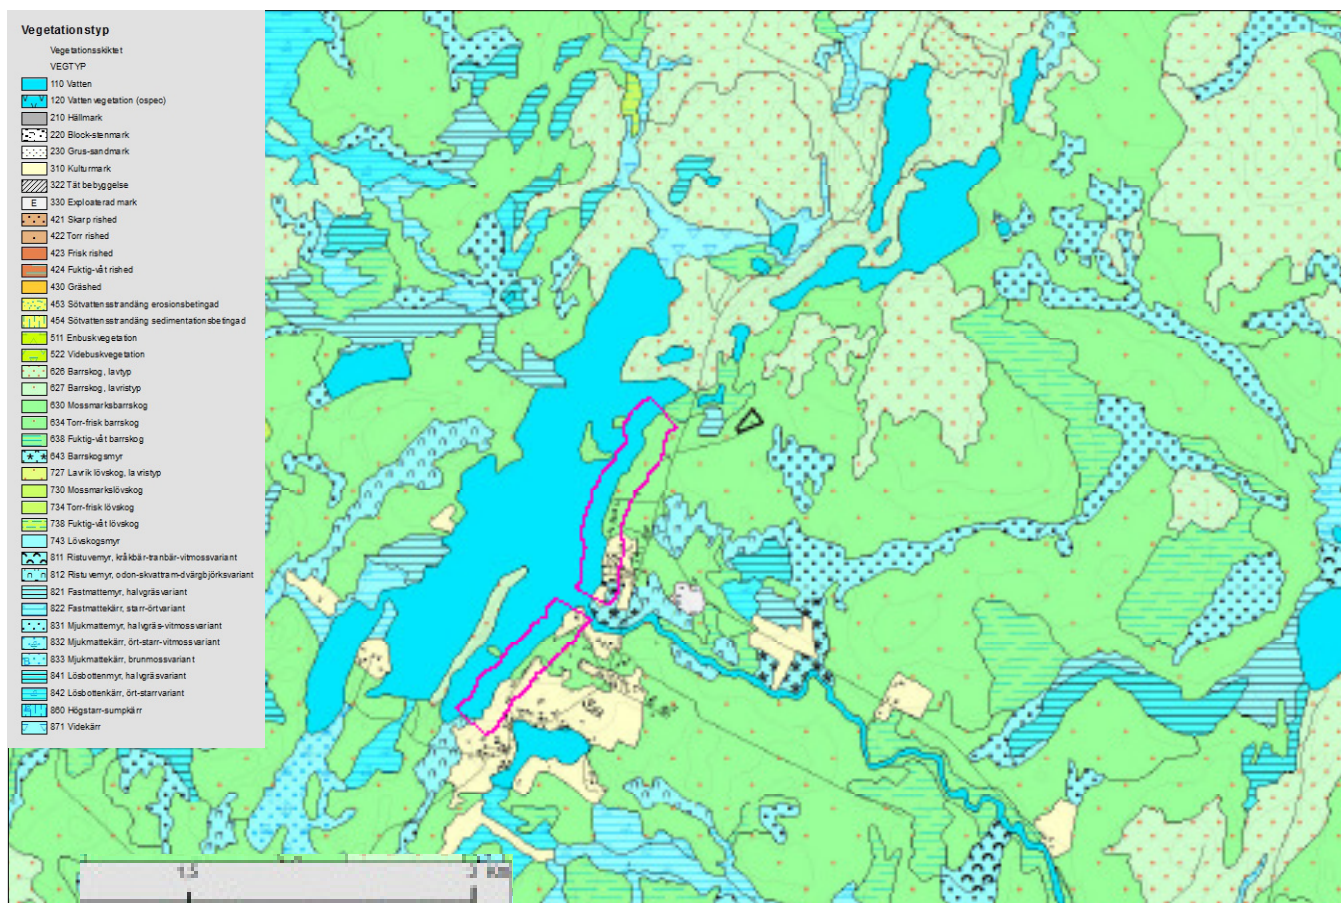 Vegetationstyp
Vegetationsskiktet
VEGTYP
110 Vatten
120 Vattenvegetation (ospec)
210 Hällmark
220 Block-stenmark
230 Grus-sandmark
310 Kulturmark
322 Tät bebyggelse
E 330 Exploaterad mark
421 Skarp rished
422 Torr rished
423 Frisk rished
424 Fuktig-våt rished
430 Gräshed
453 Sötvattensstrandäng erosionsbetingad
454 Sötvattensstrandäng sedimentationsbetingad
511 Enbuskvegetation
522 Videbuskvegetation
626 Barrskog, lavtyp
627 Barrskog, lavristyp
630 Mossmarksbarrskog
634 Torr-frisk barrskog
638 Fuktig-våt barrskog
643 Barrskogsmyr
727 Lavrik lövskog, lavristyp
730 Mossmarkslövskog
734 Torr-frisk lövskog
738 Fuktig-våt lövskog
743 Lövskogsmyr
811 Ristuvemyr, kråkbär-tranbär-vitmossvariant
812 Ristuvemyr, odon-skvattram-dvärgbjörksvariant
821 Fastmattemyr, halvgräsvariant
822 Fastmattekärr, starr-örtvariant
831 Mjukmattemyr, halvgräs-vitmossvariant
832 Mjukmattekärr, ört-starr-vitmossvariant
833 Mjukmattekärr, brunmossvariant
841 Lösbottenmyr, halvgräsvariant
842 Lösbottenkärr, ört-starrvariant
860 Högstarr-sumpkärr
871 Videkärr
1.5 3 Km